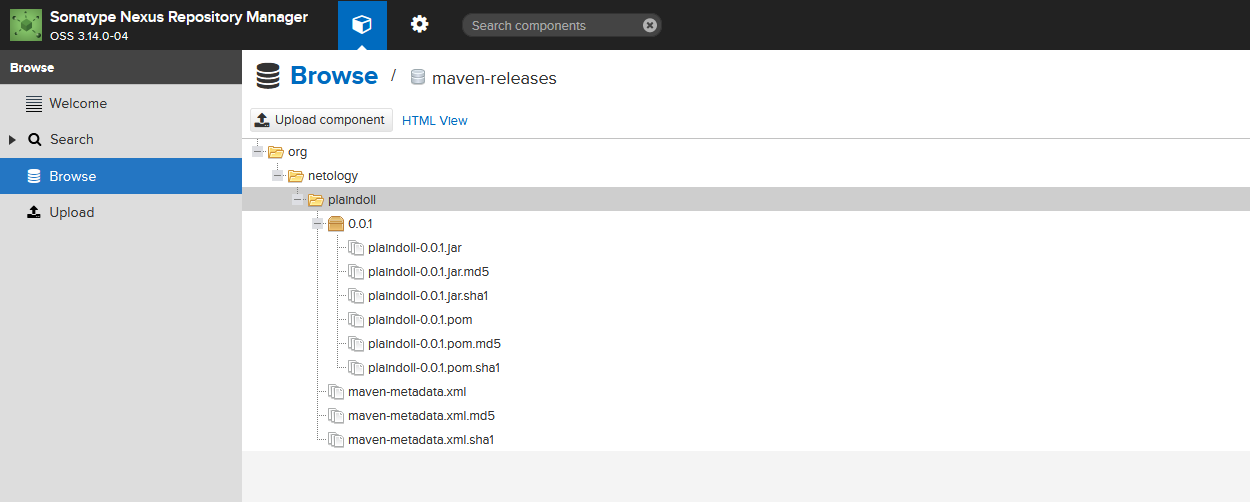 Sonatype Nexus Repository Manager
OSS 3.14.0-04
Search components
Browse
Welcome
Search
Browse
Upload
Browse / maven-releases
Upload component HTML View
org
netology
plaindoll
0.0.1
plaindoll-0.0.1.jar
plaindoll-0.0.1.jar.md5
plaindoll-0.0.1.jar.sha1
plaindoll-0.0.1.pom
plaindoll-0.0.1.pom.md5
plaindoll-0.0.1.pom.sha1
maven-metadata.xml
maven-metadata.xml.md5
maven-metadata.xml.sha1